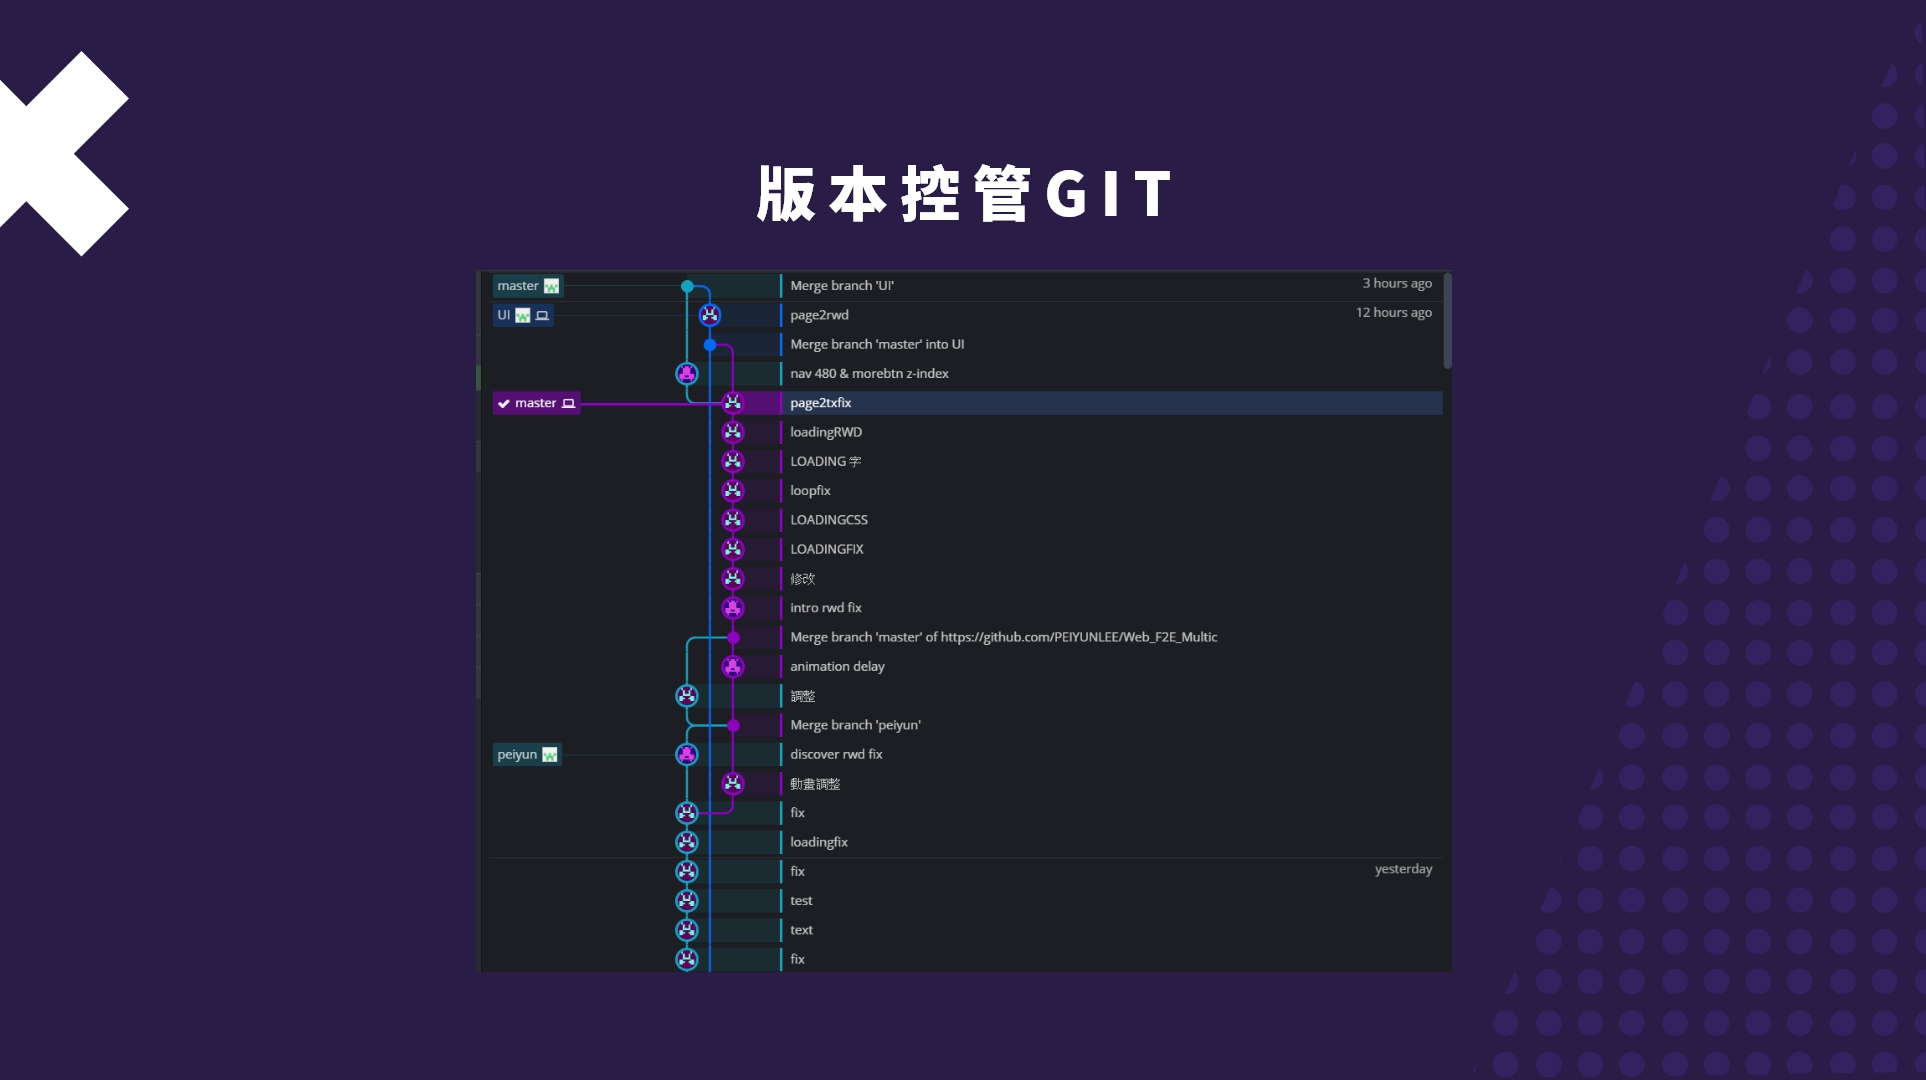 版本控管GIT
master Merge branch 'UI' 3 hours ago
UI page2rwd 12 hours ago
Merge branch 'master' into UI
nav 480 & morebtn z-index
master page2txfix
loadingRWD
LOADING 字
loopfix
LOADINGCSS
LOADINGFIX
修改
intro rwd fix
Merge branch 'master' of https://github.com/PEIYUNLEE/Web_F2E_Multic
animation delay
調整
Merge branch 'peiyun'
peiyun discover rwd fix
動畫調整
fix
loadingfix
fix yesterday
test
text
fix